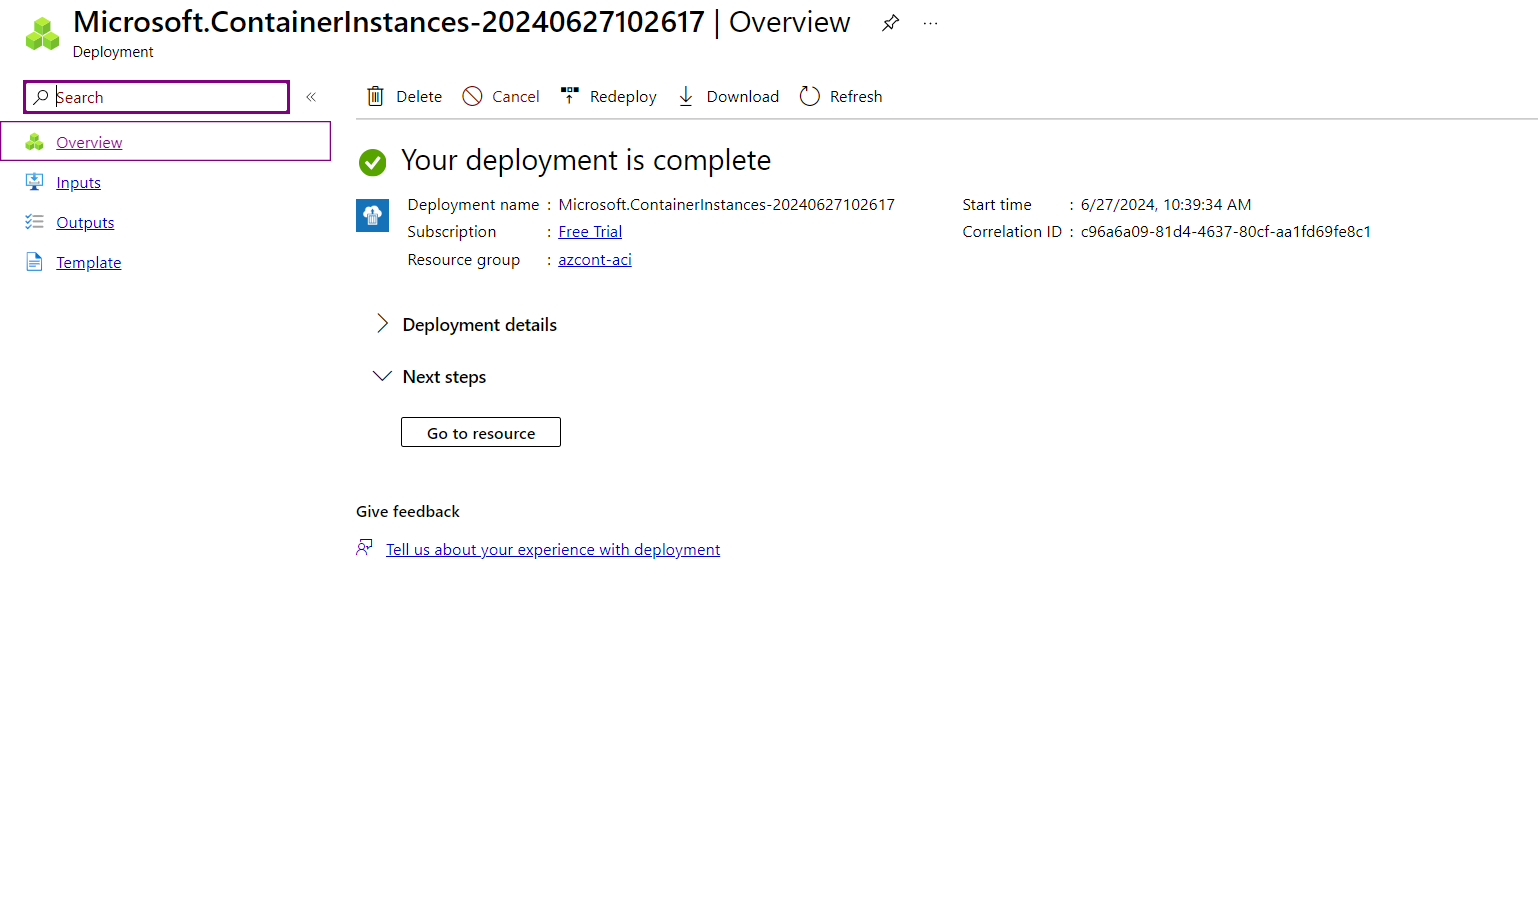 Microsoft.ContainerInstances-20240627102617 | Overview
Deployment
Search
Overview
Inputs
Outputs
Template
Delete Cancel Redeploy Download Refresh
Your deployment is complete
Deployment name : Microsoft.ContainerInstances-20240627102617
Subscription : Free Trial
Resource group : azcont-aci
Start time : 6/27/2024, 10:39:34 AM
Correlation ID : c96a6a09-81d4-4637-80cf-aa1fd69fe8c1
Deployment details
Next steps
Go to resource
Give feedback
Tell us about your experience with deployment